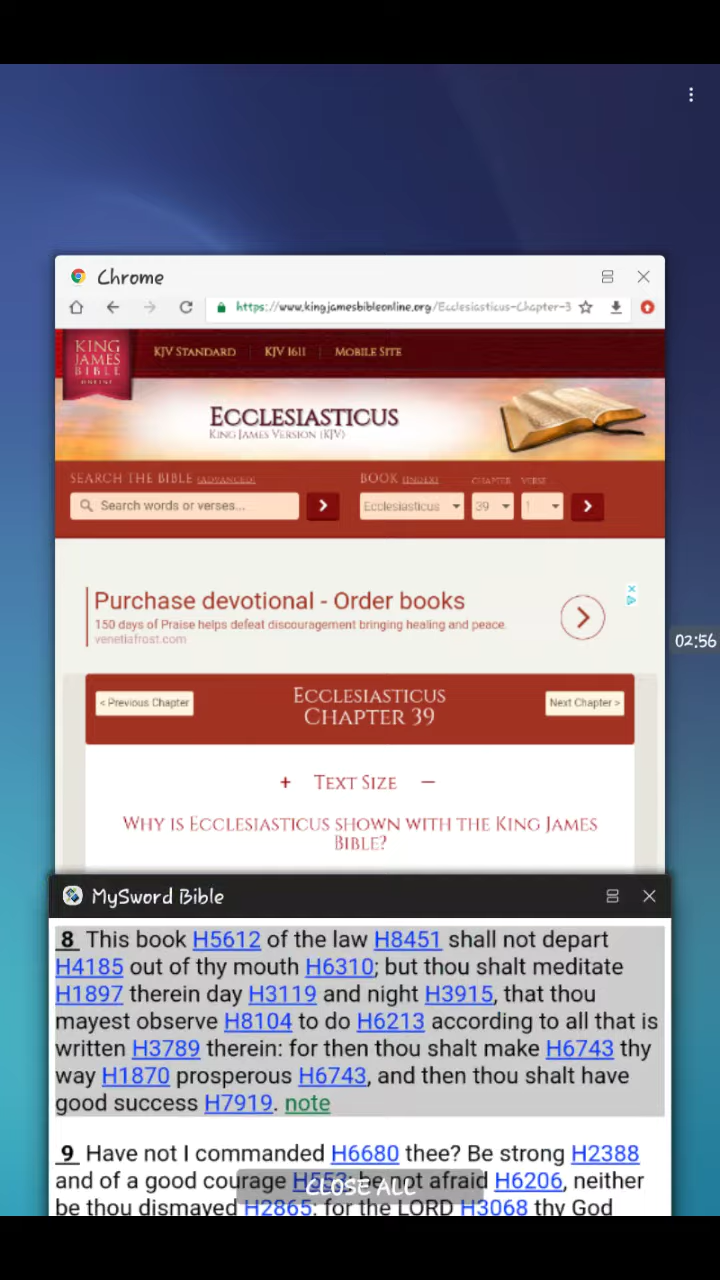 Chrome
https://www.kingjamesbibleonline.org/Ecclesiasticus-Chapter-3
KING
JAMES
BIBLE
ONLINE
KJV STANDARD
KJV 1611
MOBILE SITE
ECCLESIASTICUS
KING JAMES VERSION (KJV)
SEARCH THE BIBLE (ADVANCED)
BOOK (INDEX) CHAPTER VERSE
Search words or verses...
Ecclesiasticus 39 1
Purchase devotional - Order books
150 days of Praise helps defeat discouragement bringing healing and peace.
venetiafrost.com
02:56
< Previous Chapter
ECCLESIASTICUS
CHAPTER 39
Next Chapter >
+ TEXT SIZE −
WHY IS ECCLESIASTICUS SHOWN WITH THE KING JAMES
BIBLE?
MySword Bible
8 This book H5612 of the law H8451 shall not depart
H4185 out of thy mouth H6310; but thou shalt meditate
H1897 therein day H3119 and night H3915, that thou
mayest observe H8104 to do H6213 according to all that is
written H3789 therein: for then thou shalt make H6743 thy
way H1870 prosperous H6743, and then thou shalt have
good success H7919. note
9 Have not I commanded H6680 thee? Be strong H2388
and of a good courage H553; be not afraid H6206, neither
CLOSE ALL
be thou dismayed H2865: for the LORD H3068 thy God